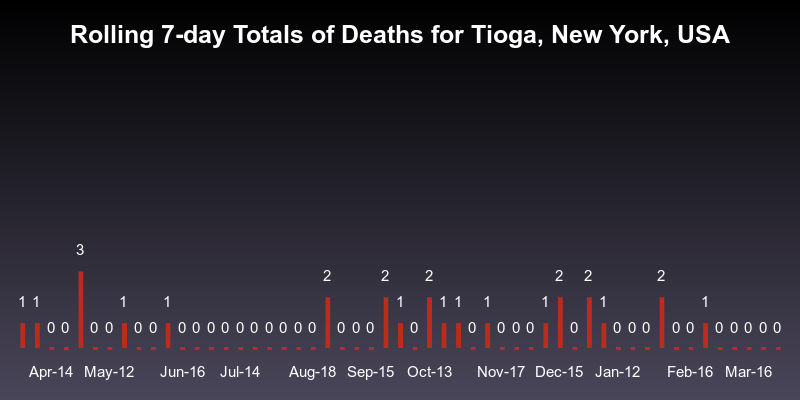 Rolling 7-day Totals of Deaths for Tioga, New York, USA
3
2 2 2 2 2 2
1 1 1 1 1 1 1 1 1 1 1
0 0 0 0 0 0 0 0 0 0 0 0 0 0 0 0 0 0 0 0 0 0 0 0 0 0 0 0 0 0 0 0 0 0 0
Apr-14 May-12 Jun-16 Jul-14 Aug-18 Sep-15 Oct-13 Nov-17 Dec-15 Jan-12 Feb-16 Mar-16